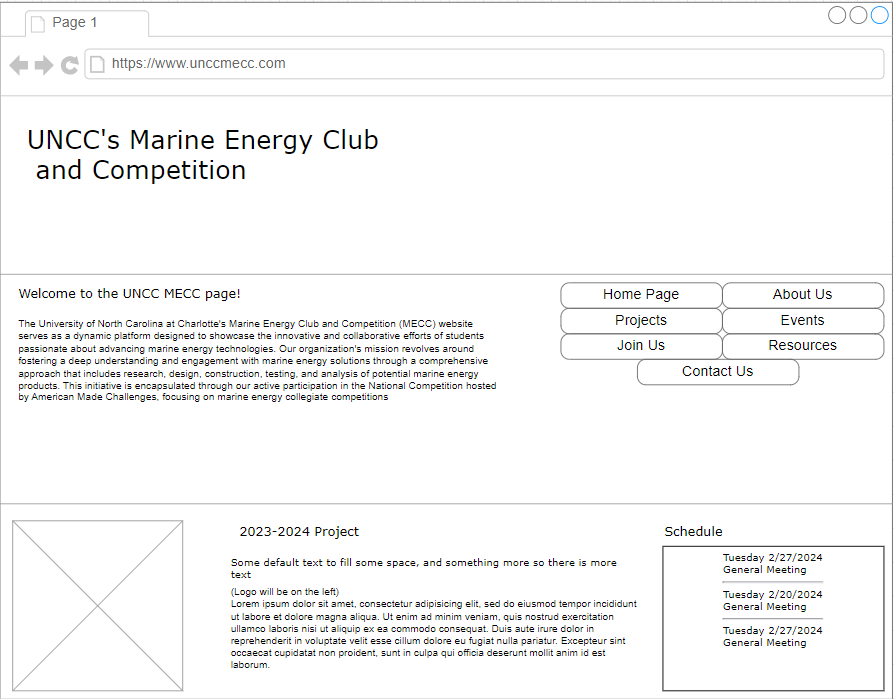 Page 1
https://www.unccmecc.com
UNCC's Marine Energy Club
and Competition
Welcome to the UNCC MECC page!
The University of North Carolina at Charlotte's Marine Energy Club and Competition (MECC) website
serves as a dynamic platform designed to showcase the innovative and collaborative efforts of students
passionate about advancing marine energy technologies. Our organization's mission revolves around
fostering a deep understanding and engagement with marine energy solutions through a comprehensive
approach that includes research, design, construction, testing, and analysis of potential marine energy
products. This initiative is encapsulated through our active participation in the National Competition hosted
by American Made Challenges, focusing on marine energy collegiate competitions
Home Page
About Us
Projects
Events
Join Us
Resources
Contact Us
2023-2024 Project
Some default text to fill some space, and something more so there is more
text
(Logo will be on the left)
Lorem ipsum dolor sit amet, consectetur adipisicing elit, sed do eiusmod tempor incididunt
ut labore et dolore magna aliqua. Ut enim ad minim veniam, quis nostrud exercitation
ullamco laboris nisi ut aliquip ex ea commodo consequat. Duis aute irure dolor in
reprehenderit in voluptate velit esse cillum dolore eu fugiat nulla pariatur. Excepteur sint
occaecat cupidatat non proident, sunt in culpa qui officia deserunt mollit anim id est
laborum.
Schedule
Tuesday 2/27/2024
General Meeting
Tuesday 2/20/2024
General Meeting
Tuesday 2/27/2024
General Meeting